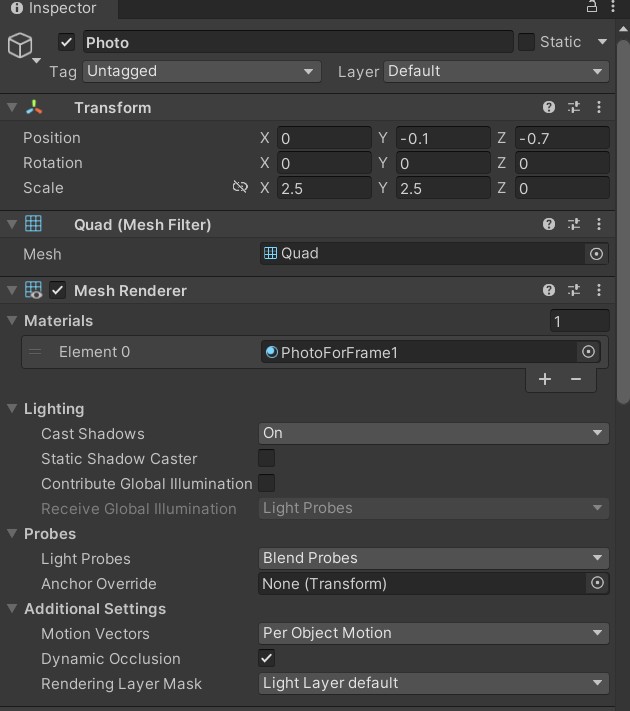 Inspector
Photo
Static
Tag Untagged Layer Default
Transform
Position X 0 Y -0.1 Z -0.7
Rotation X 0 Y 0 Z 0
Scale X 2.5 Y 2.5 Z 0
Quad (Mesh Filter)
Mesh Quad
Mesh Renderer
Materials 1
Element 0 PhotoForFrame1
Lighting
Cast Shadows On
Static Shadow Caster
Contribute Global Illumination
Receive Global Illumination Light Probes
Probes
Light Probes Blend Probes
Anchor Override None (Transform)
Additional Settings
Motion Vectors Per Object Motion
Dynamic Occlusion
Rendering Layer Mask Light Layer default